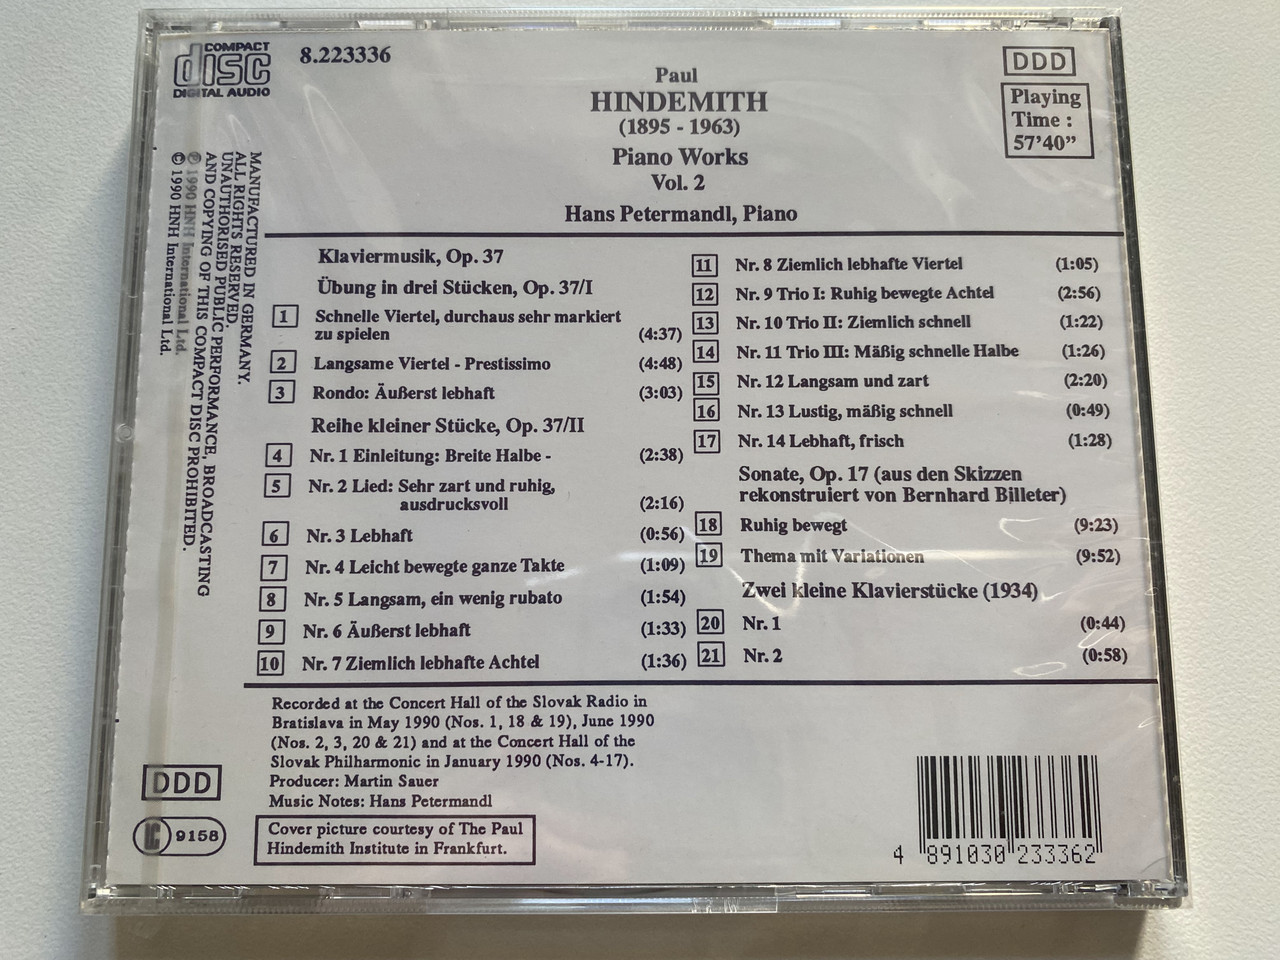 COMPACT
disc
DIGITAL AUDIO
8.223336
Paul
HINDEMITH
(1895 - 1963)
Piano Works
Vol. 2
Hans Petermandl, Piano
DDD
Playing
Time :
57'40"
MANUFACTURED IN GERMANY.
ALL RIGHTS RESERVED.
UNAUTHORISED PUBLIC PERFORMANCE, BROADCASTING
AND COPYING OF THIS COMPACT DISC PROHIBITED.
℗ 1990 HNH International Ltd.
© 1990 HNH International Ltd.
Klaviermusik, Op. 37
Übung in drei Stücken, Op. 37/I
1 Schnelle Viertel, durchaus sehr markiert
zu spielen (4:37)
2 Langsame Viertel - Prestissimo (4:48)
3 Rondo: Äußerst lebhaft (3:03)
Reihe kleiner Stücke, Op. 37/II
4 Nr. 1 Einleitung: Breite Halbe - (2:38)
5 Nr. 2 Lied: Sehr zart und ruhig,
ausdrucksvoll (2:16)
6 Nr. 3 Lebhaft (0:56)
7 Nr. 4 Leicht bewegte ganze Takte (1:09)
8 Nr. 5 Langsam, ein wenig rubato (1:54)
9 Nr. 6 Äußerst lebhaft (1:33)
10 Nr. 7 Ziemlich lebhafte Achtel (1:36)
11 Nr. 8 Ziemlich lebhafte Viertel (1:05)
12 Nr. 9 Trio I: Ruhig bewegte Achtel (2:56)
13 Nr. 10 Trio II: Ziemlich schnell (1:22)
14 Nr. 11 Trio III: Mäßig schnelle Halbe (1:26)
15 Nr. 12 Langsam und zart (2:20)
16 Nr. 13 Lustig, mäßig schnell (0:49)
17 Nr. 14 Lebhaft, frisch (1:28)
Sonate, Op. 17 (aus den Skizzen
rekonstruiert von Bernhard Billeter)
18 Ruhig bewegt (9:23)
19 Thema mit Variationen (9:52)
Zwei kleine Klavierstücke (1934)
20 Nr. 1 (0:44)
21 Nr. 2 (0:58)
Recorded at the Concert Hall of the Slovak Radio in
Bratislava in May 1990 (Nos. 1, 18 & 19), June 1990
(Nos. 2, 3, 20 & 21) and at the Concert Hall of the
Slovak Philharmonic in January 1990 (Nos. 4-17).
Producer: Martin Sauer
Music Notes: Hans Petermandl
Cover picture courtesy of The Paul
Hindemith Institute in Frankfurt.
DDD
LC 9158
4 891030 233362